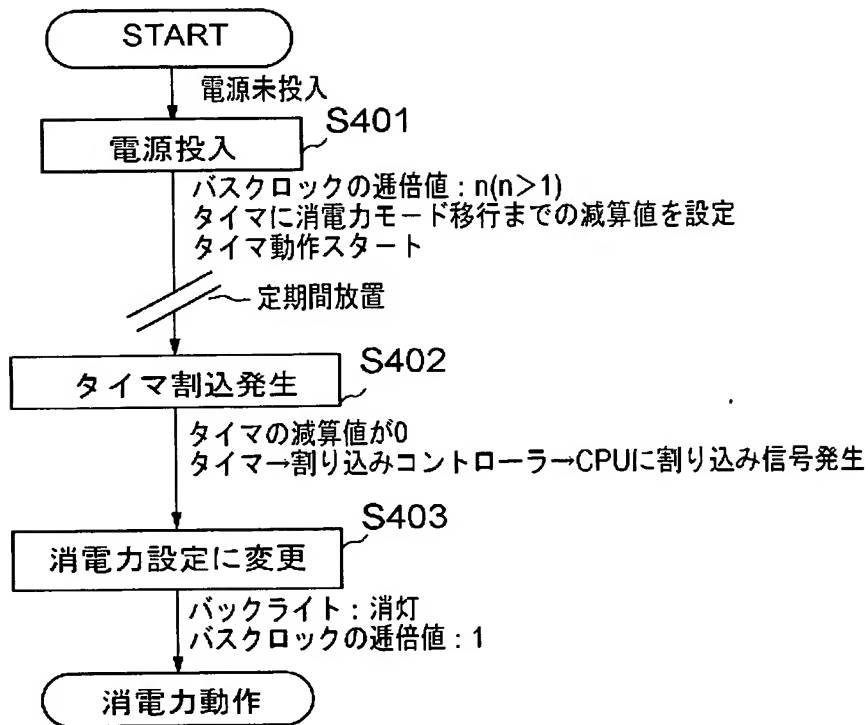 START
電源未投入
S401
電源投入
バスクロックの逓倍値：n(n＞1)
タイマに消電力モード移行までの減算値を設定
タイマ動作スタート
定期間放置
S402
タイマ割込発生
タイマの減算値が0
タイマ→割り込みコントローラ→CPUに割り込み信号発生
S403
消電力設定に変更
バックライト：消灯
バスクロックの逓倍値：1
消電力動作